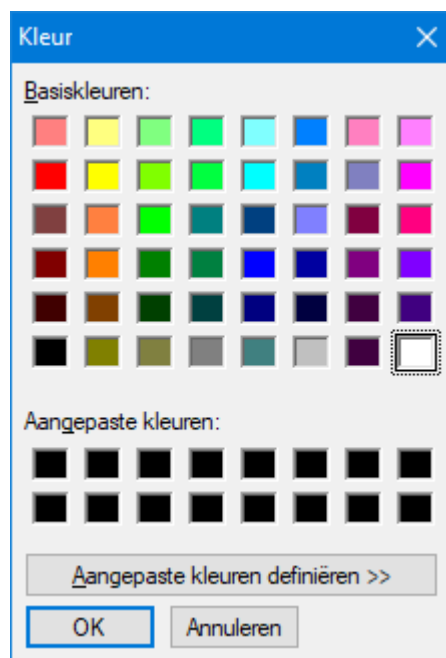 Kleur
Basiskleuren:
Aangepaste kleuren:
Aangepaste kleuren definiëren >>
OK Annuleren